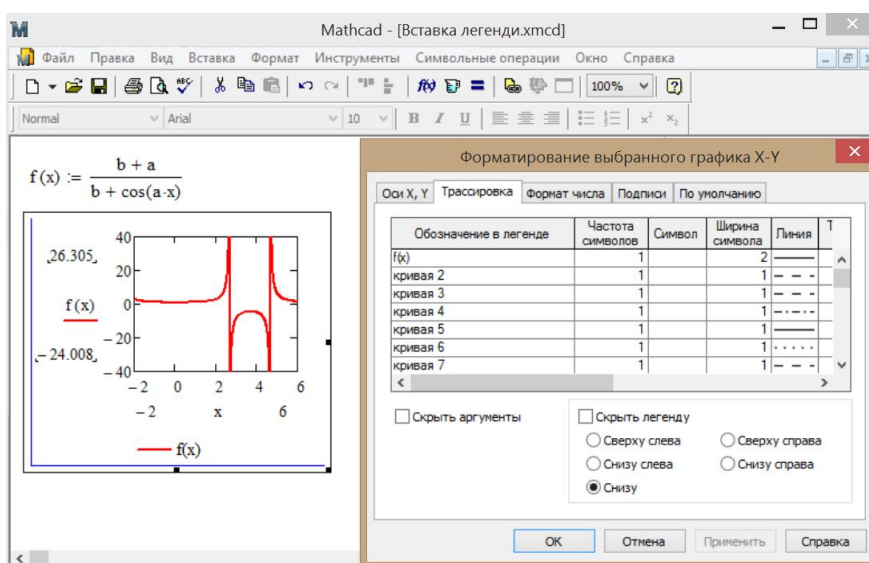 Mathcad - [Вставка легенди.xmcd]
Файл Правка Вид Вставка Формат Инструменты Символьные операции Окно Справка
100%
Normal Arial 10 B I U x² x₂
f(x) := b + a / b + cos(a·x)
26.305
f(x)
-24.008
40
20
0
-20
-40
-2 0 2 4 6
-2 x 6
f(x)
Форматирование выбранного графика X-Y
Оси X, Y Трассировка Формат числа Подписи По умолчанию
Обозначение в легенде Частота символов Символ Ширина символа Линия Т
f(x) 1 2
кривая 2 1 1
кривая 3 1 1
кривая 4 1 1
кривая 5 1 1
кривая 6 1 1
кривая 7 1 1
Скрыть аргументы
Скрыть легенду
Сверху слева Сверху справа
Снизу слева Снизу справа
Снизу
ОК Отмена Применить Справка